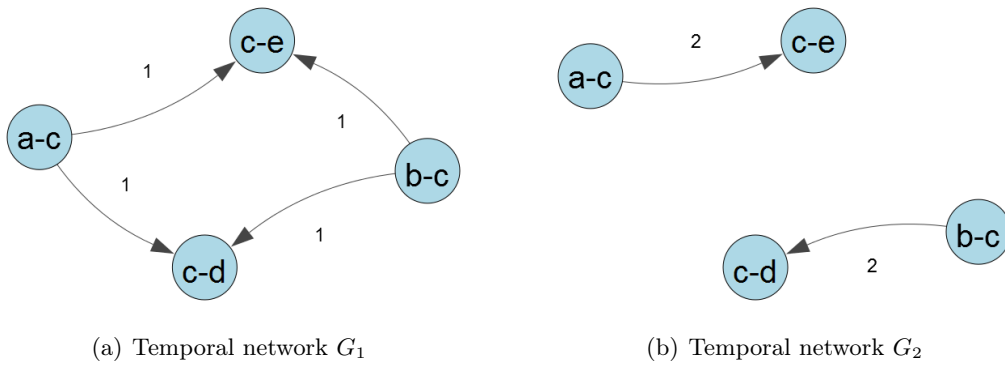 c-e
1
a-c
1
b-c
1
1
c-d
(a) Temporal network G₁
2
c-e
a-c
b-c
c-d
2
(b) Temporal network G₂